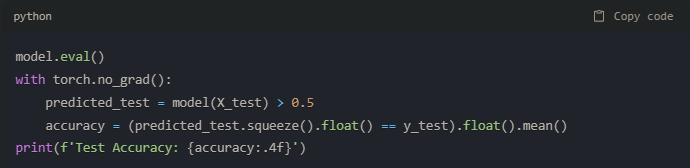 python Copy code
model.eval()
with torch.no_grad():
    predicted_test = model(X_test) > 0.5
    accuracy = (predicted_test.squeeze().float() == y_test).float().mean()
print(f'Test Accuracy: {accuracy:.4f}')